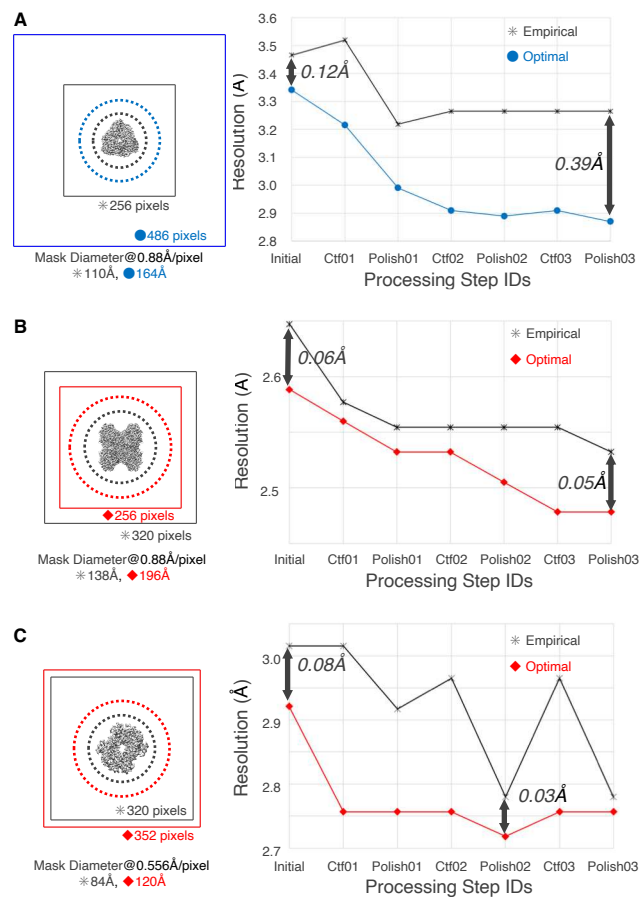 A
✳256 pixels
●486 pixels
Mask Diameter@0.88Å/pixel
✳110Å, ●164Å
Resolution (A)
3.6
3.5
3.4
3.3
3.2
3.1
3.0
2.9
2.8
✳ Empirical
● Optimal
0.12Å
0.39Å
Initial Ctf01 Polish01 Ctf02 Polish02 Ctf03 Polish03
Processing Step IDs
B
◆256 pixels
✳320 pixels
Mask Diameter@0.88Å/pixel
✳138Å, ◆196Å
Resolution (A)
2.6
2.5
✳ Empirical
◆ Optimal
0.06Å
0.05Å
Initial Ctf01 Polish01 Ctf02 Polish02 Ctf03 Polish03
Processing Step IDs
C
✳320 pixels
◆352 pixels
Mask Diameter@0.556Å/pixel
✳84Å, ◆120Å
Resolution (Å)
3.0
2.9
2.8
2.7
✳ Empirical
◆ Optimal
0.08Å
0.03Å
Initial Ctf01 Polish01 Ctf02 Polish02 Ctf03 Polish03
Processing Step IDs